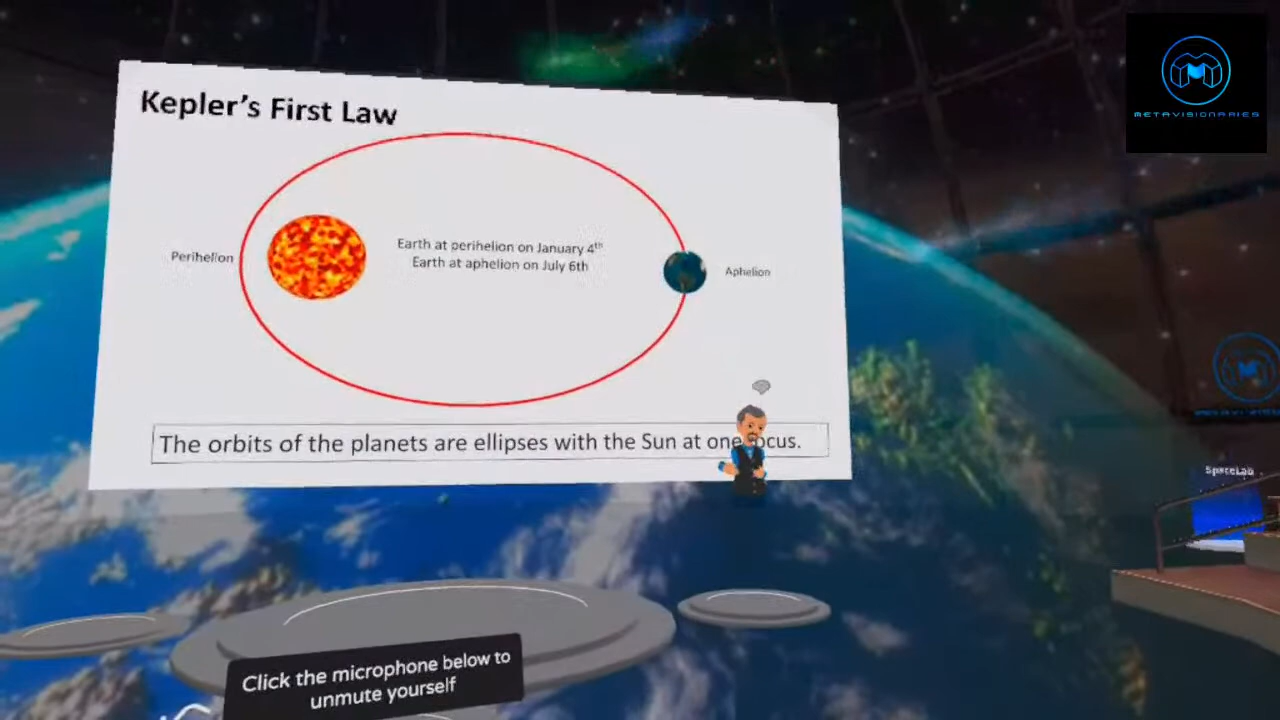 METAVISIONARIES
Kepler's First Law
Earth at perihelion on January 4th
Perihelion
Earth at aphelion on July 6th
Aphelion
The orbits of the planets are ellipses with the Sun at one focus.
SpaceLab
Click the microphone below to
unmute yourself